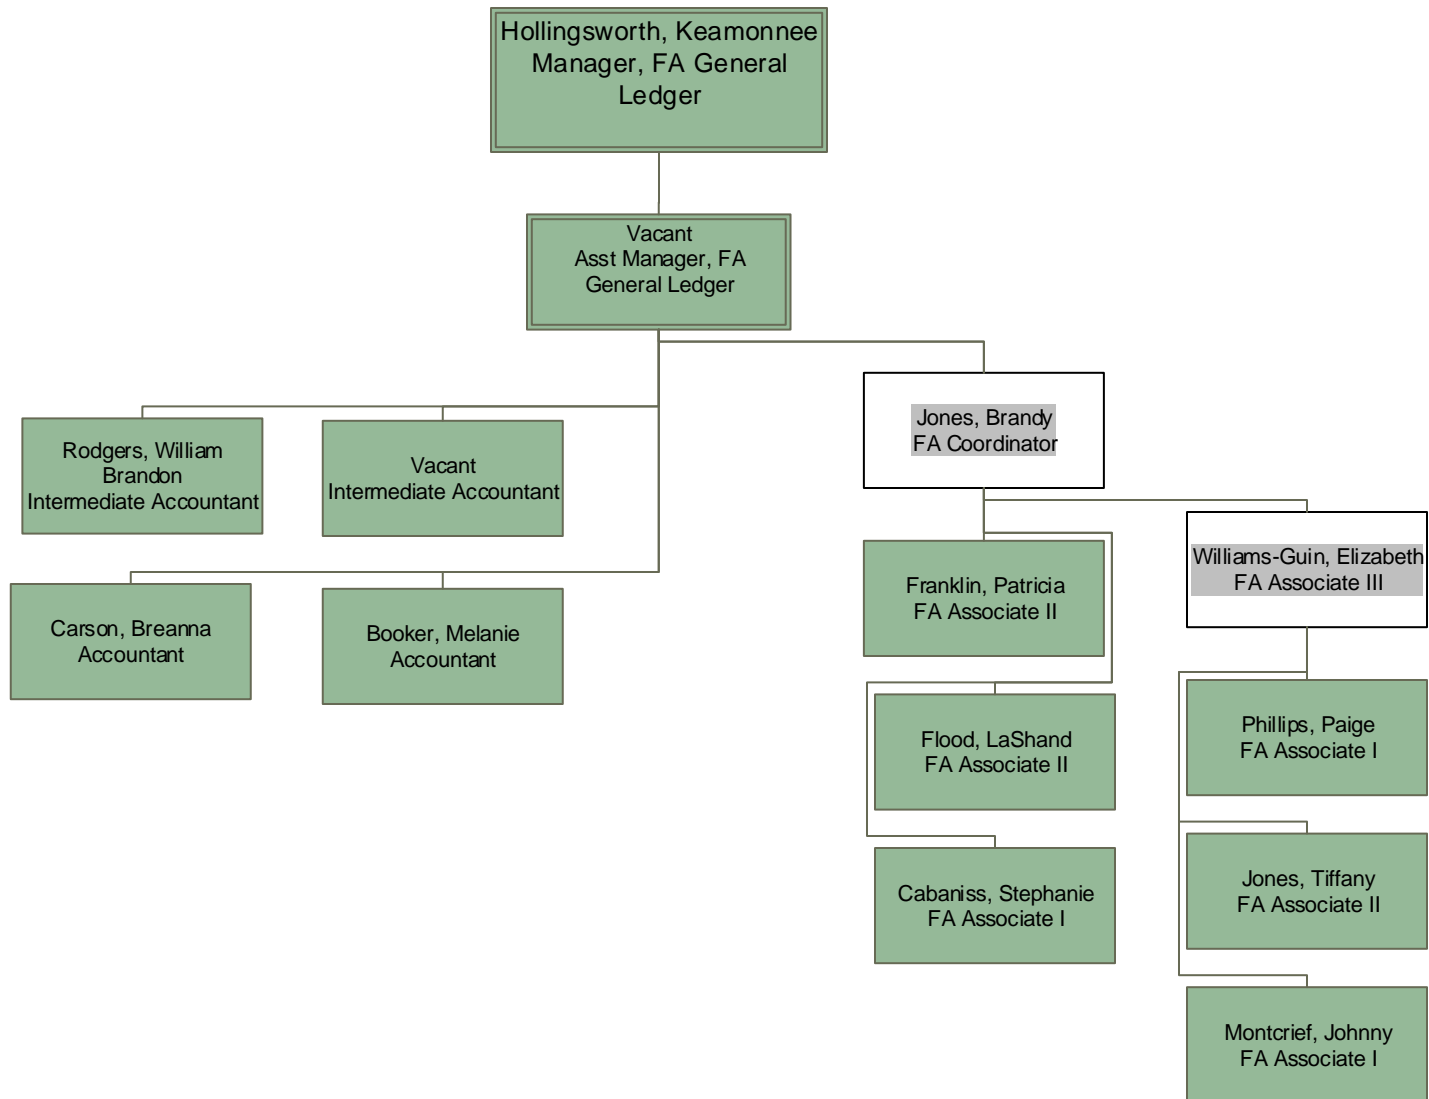 Hollingsworth, Keamonnee
Manager, FA General
Ledger
Vacant
Asst Manager, FA
General Ledger
Jones, Brandy
FA Coordinator
Rodgers, William
Brandon
Intermediate Accountant
Vacant
Intermediate Accountant
Carson, Breanna
Accountant
Booker, Melanie
Accountant
Franklin, Patricia
FA Associate II
Williams-Guin, Elizabeth
FA Associate III
Flood, LaShand
FA Associate II
Phillips, Paige
FA Associate I
Cabaniss, Stephanie
FA Associate I
Jones, Tiffany
FA Associate II
Montcrief, Johnny
FA Associate I